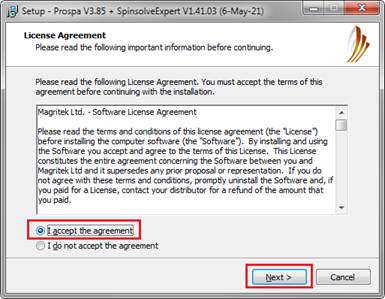 Setup - Prospa V3.85 + SpinsolveExpert V1.41.03 (6-May-21)
License Agreement
Please read the following important information before continuing.
Please read the following License Agreement. You must accept the terms of this
agreement before continuing with the installation.
Magritek Ltd. - Software License Agreement
Please read the terms and conditions of this license agreement (the "License")
before installing the computer software (the "Software"). By installing and using
the Software you accept and agree to the terms of this License. This License
constitutes the entire agreement concerning the Software between you and
Magritek Ltd and it supersedes any prior proposal or representation. If you do
not agree with these terms and conditions, promptly uninstall the Software and, if
you paid for a License, contact your distributor for a refund of the amount that
you paid.
I accept the agreement
I do not accept the agreement
Next >
Cancel